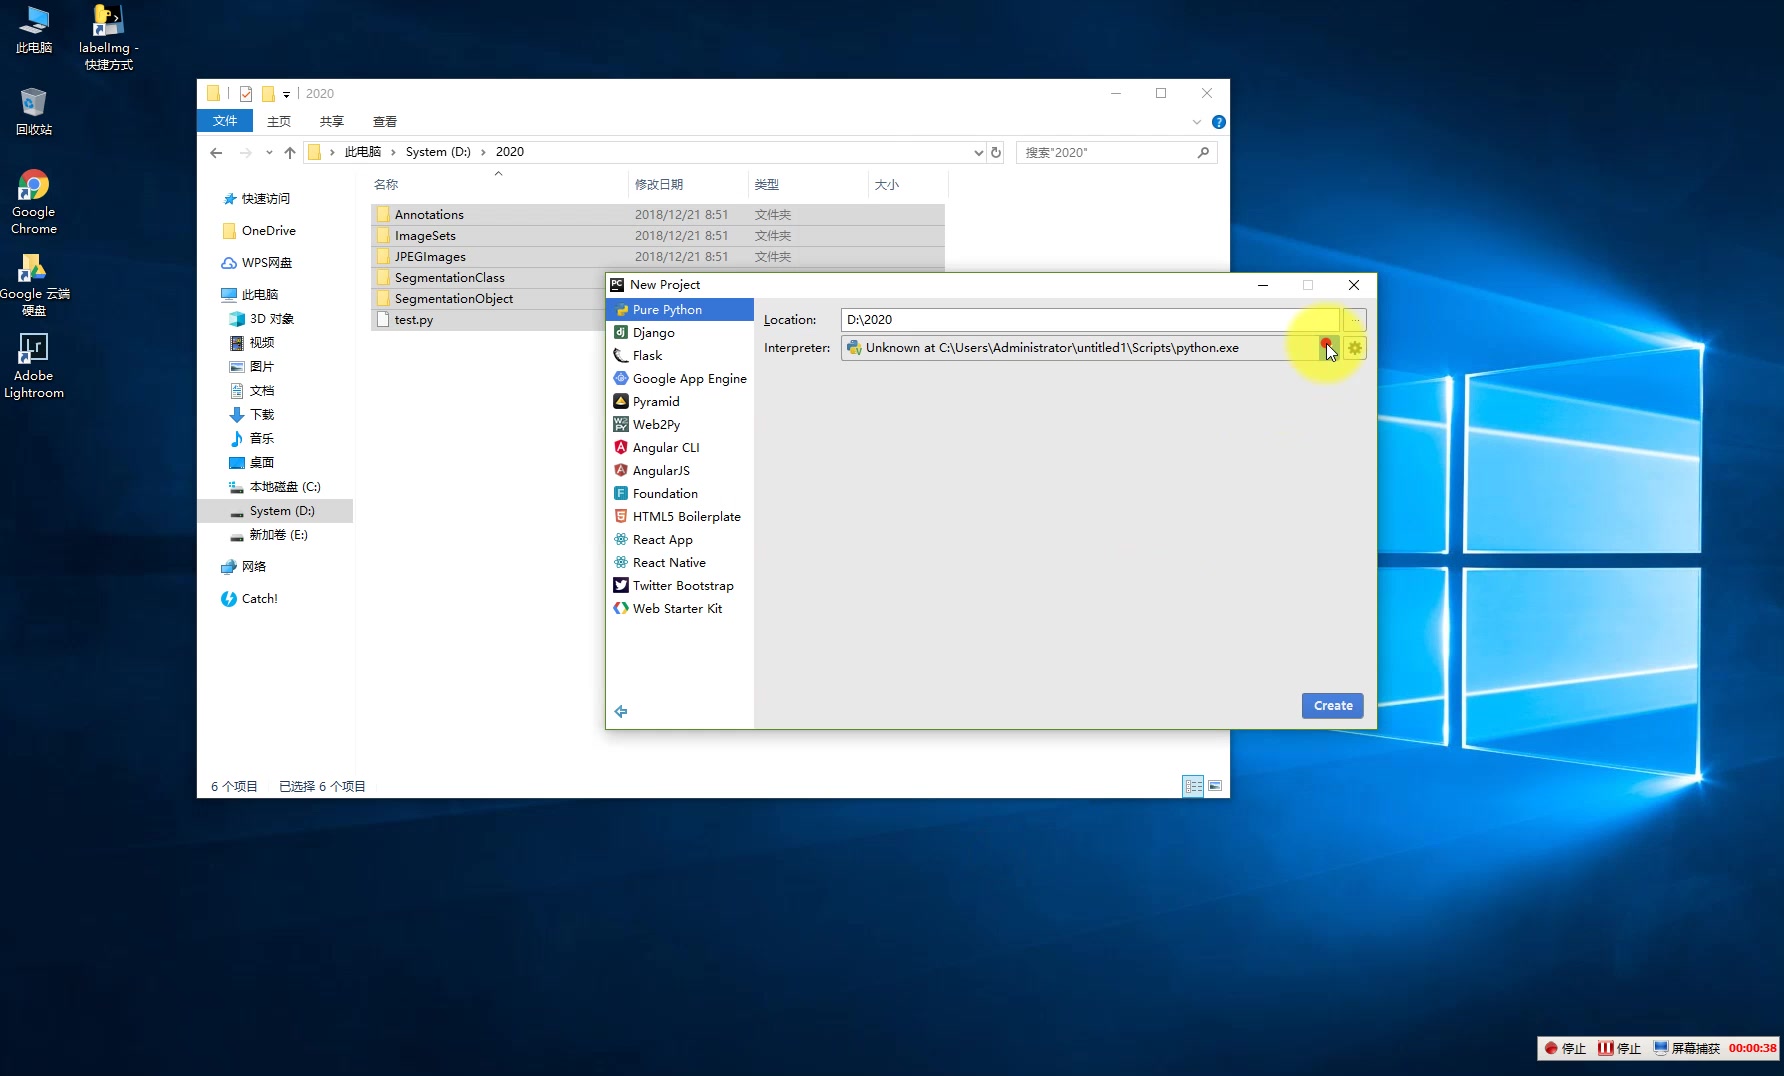 此电脑
labelImg -
快捷方式
回收站
Google
Chrome
Google 云端
硬盘
Adobe
Lightroom
2020
文件
主页
共享
查看
此电脑 System (D:) 2020
搜索"2020"
名称
修改日期
类型
大小
快速访问
OneDrive
WPS网盘
此电脑
3D 对象
视频
图片
文档
下载
音乐
桌面
本地磁盘 (C:)
System (D:)
新加卷 (E:)
网络
Catch!
Annotations 2018/12/21 8:51 文件夹
ImageSets 2018/12/21 8:51 文件夹
JPEGImages 2018/12/21 8:51 文件夹
SegmentationClass
SegmentationObject
test.py
6 个项目
已选择 6 个项目
New Project
Pure Python
Django
Flask
Google App Engine
Pyramid
Web2Py
Angular CLI
AngularJS
Foundation
HTML5 Boilerplate
React App
React Native
Twitter Bootstrap
Web Starter Kit
Location: D:\2020
Interpreter: Unknown at C:\Users\Administrator\untitled1\Scripts\python.exe
Create
停止 停止 屏幕捕获 00:00:38